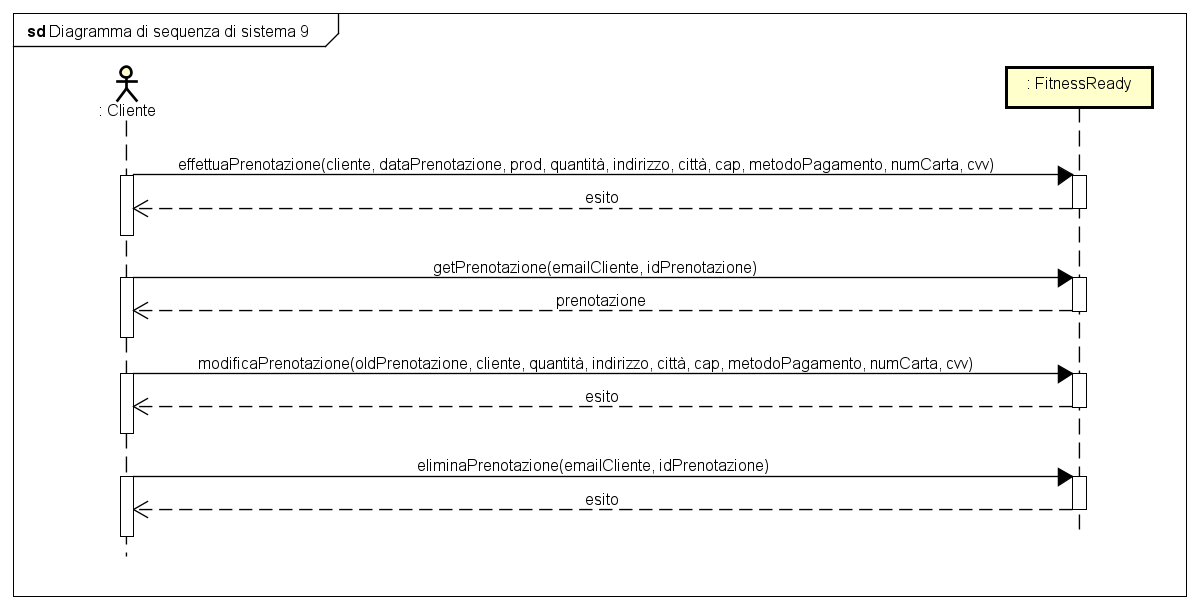 sd Diagramma di sequenza di sistema 9
: Cliente
: FitnessReady
effettuaPrenotazione(cliente, dataPrenotazione, prod, quantità, indirizzo, città, cap, metodoPagamento, numCarta, cvv)
esito
getPrenotazione(emailCliente, idPrenotazione)
prenotazione
modificaPrenotazione(oldPrenotazione, cliente, quantità, indirizzo, città, cap, metodoPagamento, numCarta, cvv)
esito
eliminaPrenotazione(emailCliente, idPrenotazione)
esito